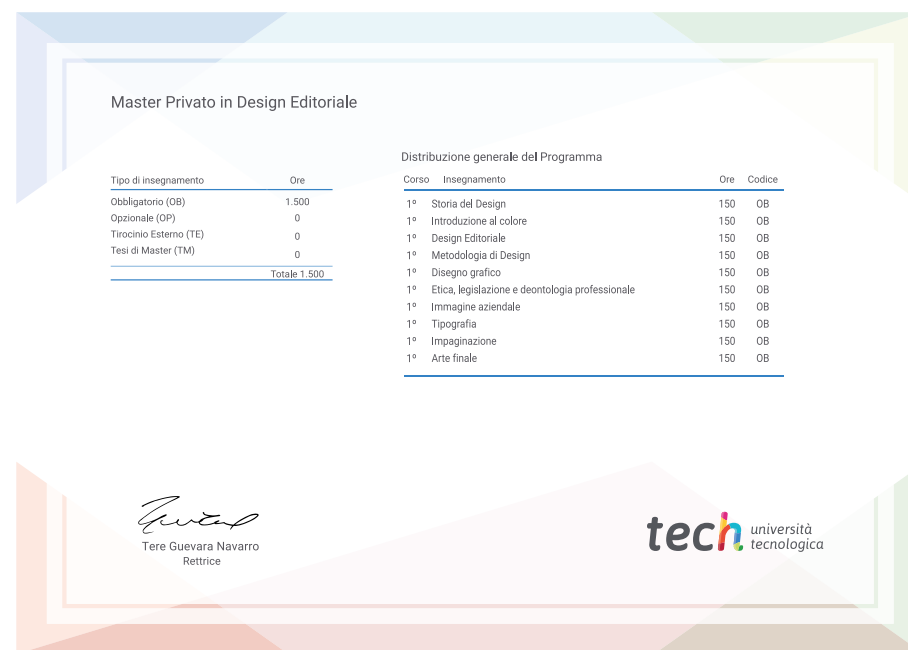 Master Privato in Design Editoriale
Tipo di insegnamento Ore
Obbligatorio (OB) 1.500
Opzionale (OP) 0
Tirocinio Esterno (TE) 0
Tesi di Master (TM) 0
Totale 1.500
Distribuzione generale del Programma
Corso Insegnamento Ore Codice
1º Storia del Design 150 OB
1º Introduzione al colore 150 OB
1º Design Editoriale 150 OB
1º Metodologia di Design 150 OB
1º Disegno grafico 150 OB
1º Etica, legislazione e deontologia professionale 150 OB
1º Immagine aziendale 150 OB
1º Tipografia 150 OB
1º Impaginazione 150 OB
1º Arte finale 150 OB
Tere Guevara Navarro
Rettrice
tech università
tecnologica